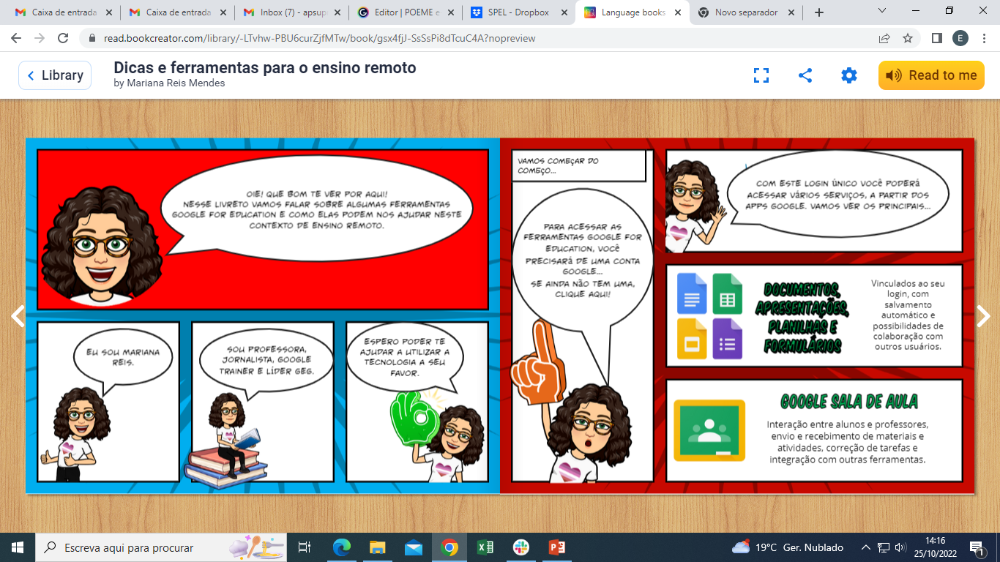 Caixa de entrada
Caixa de entrada
Inbox (7) - apsup
Editor | POEME e
SPEL - Dropbox
Language books
Novo separador
read.bookcreator.com/library/-LTvhw-PBU6curZjfMTw/book/gsx4fjJ-SsSsPi8dTcuC4A?nopreview
E
Library
Dicas e ferramentas para o ensino remoto
by Mariana Reis Mendes
Read to me
OIE! QUE BOM TE VER POR AQUI!
NESSE LIVRETO VAMOS FALAR SOBRE ALGUMAS FERRAMENTAS
GOOGLE FOR EDUCATION E COMO ELAS PODEM NOS AJUDAR NESTE
CONTEXTO DE ENSINO REMOTO.
EU SOU MARIANA
REIS.
SOU PROFESSORA,
JORNALISTA, GOOGLE
TRAINER E LÍDER GEG.
ESPERO PODER TE
AJUDAR A UTILIZAR A
TECNOLOGIA A SEU
FAVOR.
VAMOS COMEÇAR DO
COMEÇO...
PARA ACESSAR AS
FERRAMENTAS GOOGLE FOR
EDUCATION, VOCÊ
PRECISARÁ DE UMA CONTA
GOOGLE...
SE AINDA NÃO TEM UMA,
CLIQUE AQUI!
COM ESTE LOGIN ÚNICO VOCÊ PODERÁ
ACESSAR VÁRIOS SERVIÇOS, A PARTIR DOS
APPS GOOGLE. VAMOS VER OS PRINCIPAIS...
DOCUMENTOS,
APRESENTAÇÕES,
PLANILHAS E
FORMULÁRIOS
Vinculados ao seu
login, com
salvamento
automático e
possibilidades de
colaboração com
outros usuários.
GOOGLE SALA DE AULA
Interação entre alunos e professores,
envio e recebimento de materiais e
atividades, correção de tarefas e
integração com outras ferramentas.
Escreva aqui para procurar
19°C Ger. Nublado
14:16
25/10/2022
1